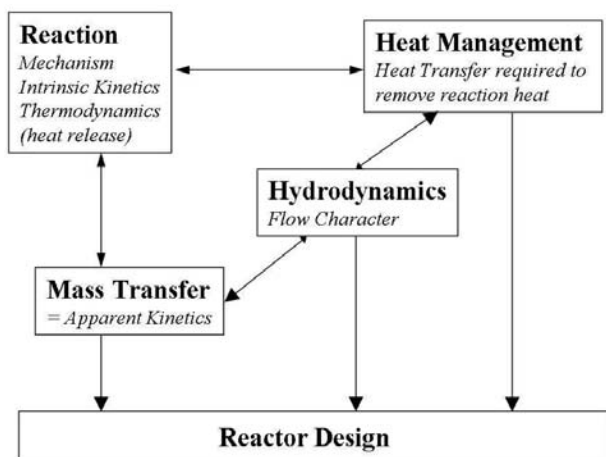 Reaction
Mechanism
Intrinsic Kinetics
Thermodynamics
(heat release)
Heat Management
Heat Transfer required to
remove reaction heat
Hydrodynamics
Flow Character
Mass Transfer
= Apparent Kinetics
Reactor Design